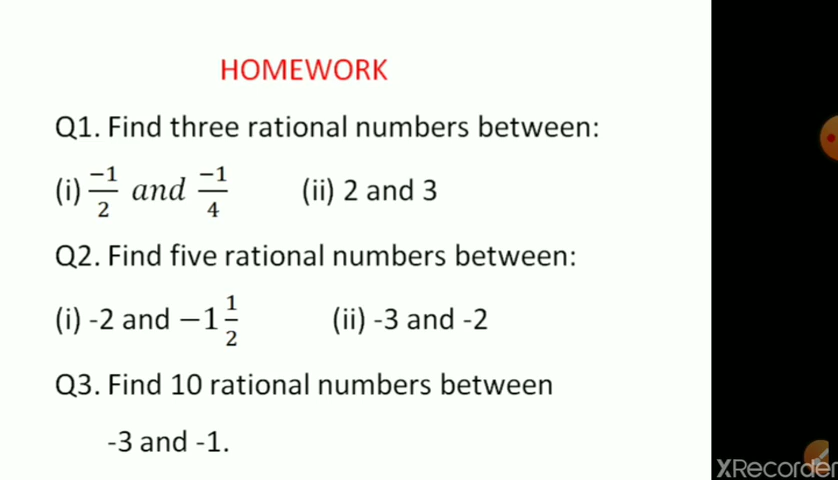 HOMEWORK
Q1. Find three rational numbers between:
(i) −1/2 and −1/4 (ii) 2 and 3
Q2. Find five rational numbers between:
(i) -2 and −1 1/2 (ii) -3 and -2
Q3. Find 10 rational numbers between
-3 and -1.
XRecorder